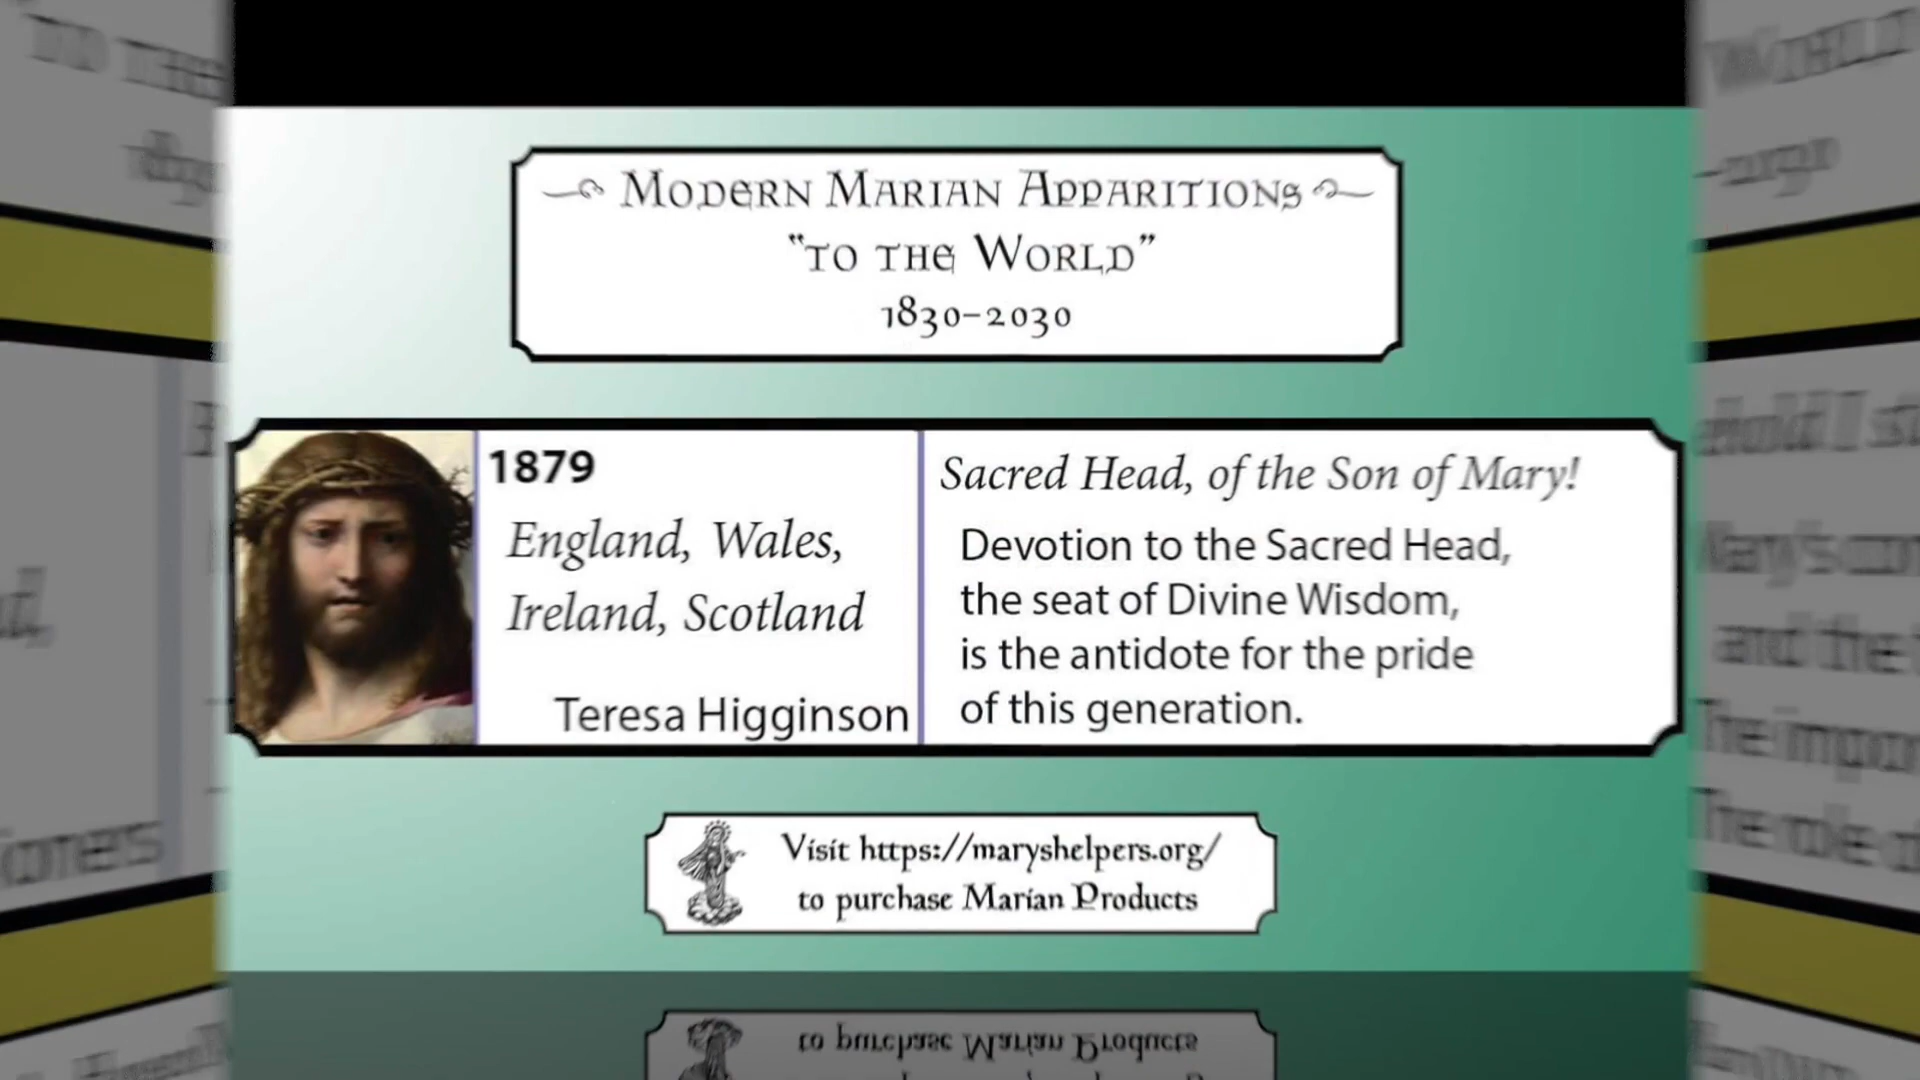 Modern Marian Apparitions
"to the World"
1830-2030
1879
England, Wales,
Ireland, Scotland
Teresa Higginson
Sacred Head, of the Son of Mary!
Devotion to the Sacred Head,
the seat of Divine Wisdom,
is the antidote for the pride
of this generation.
Visit https://maryshelpers.org/
to purchase Marian Products